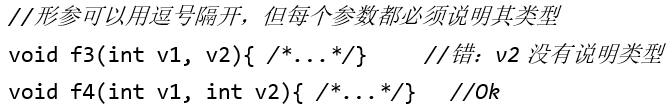 //形参可以用逗号隔开，但每个参数都必须说明其类型
void f3(int v1, v2){ /*...*/} //错：v2 没有说明类型
void f4(int v1, int v2){ /*...*/} //Ok